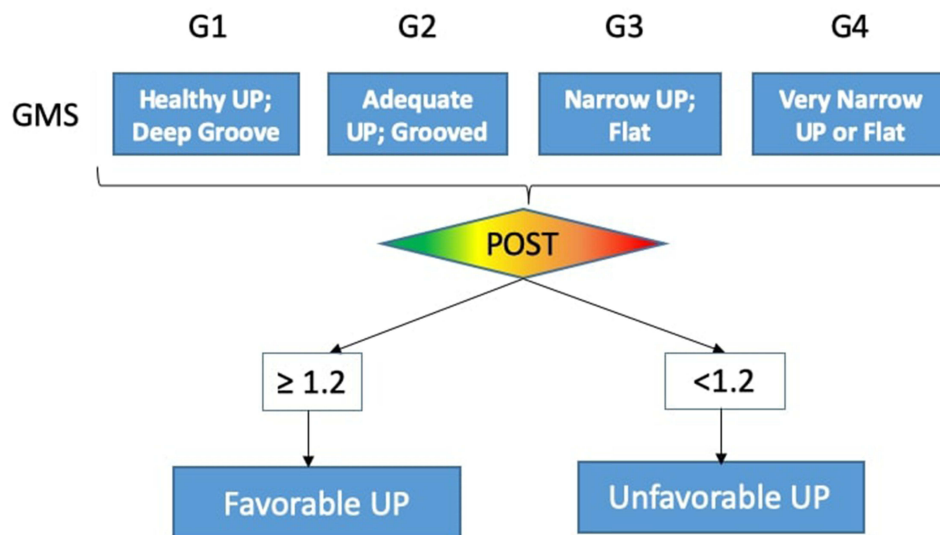 G1 G2 G3 G4
GMS
Healthy UP;
Deep Groove
Adequate
UP; Grooved
Narrow UP;
Flat
Very Narrow
UP or Flat
POST
≥ 1.2
<1.2
Favorable UP
Unfavorable UP